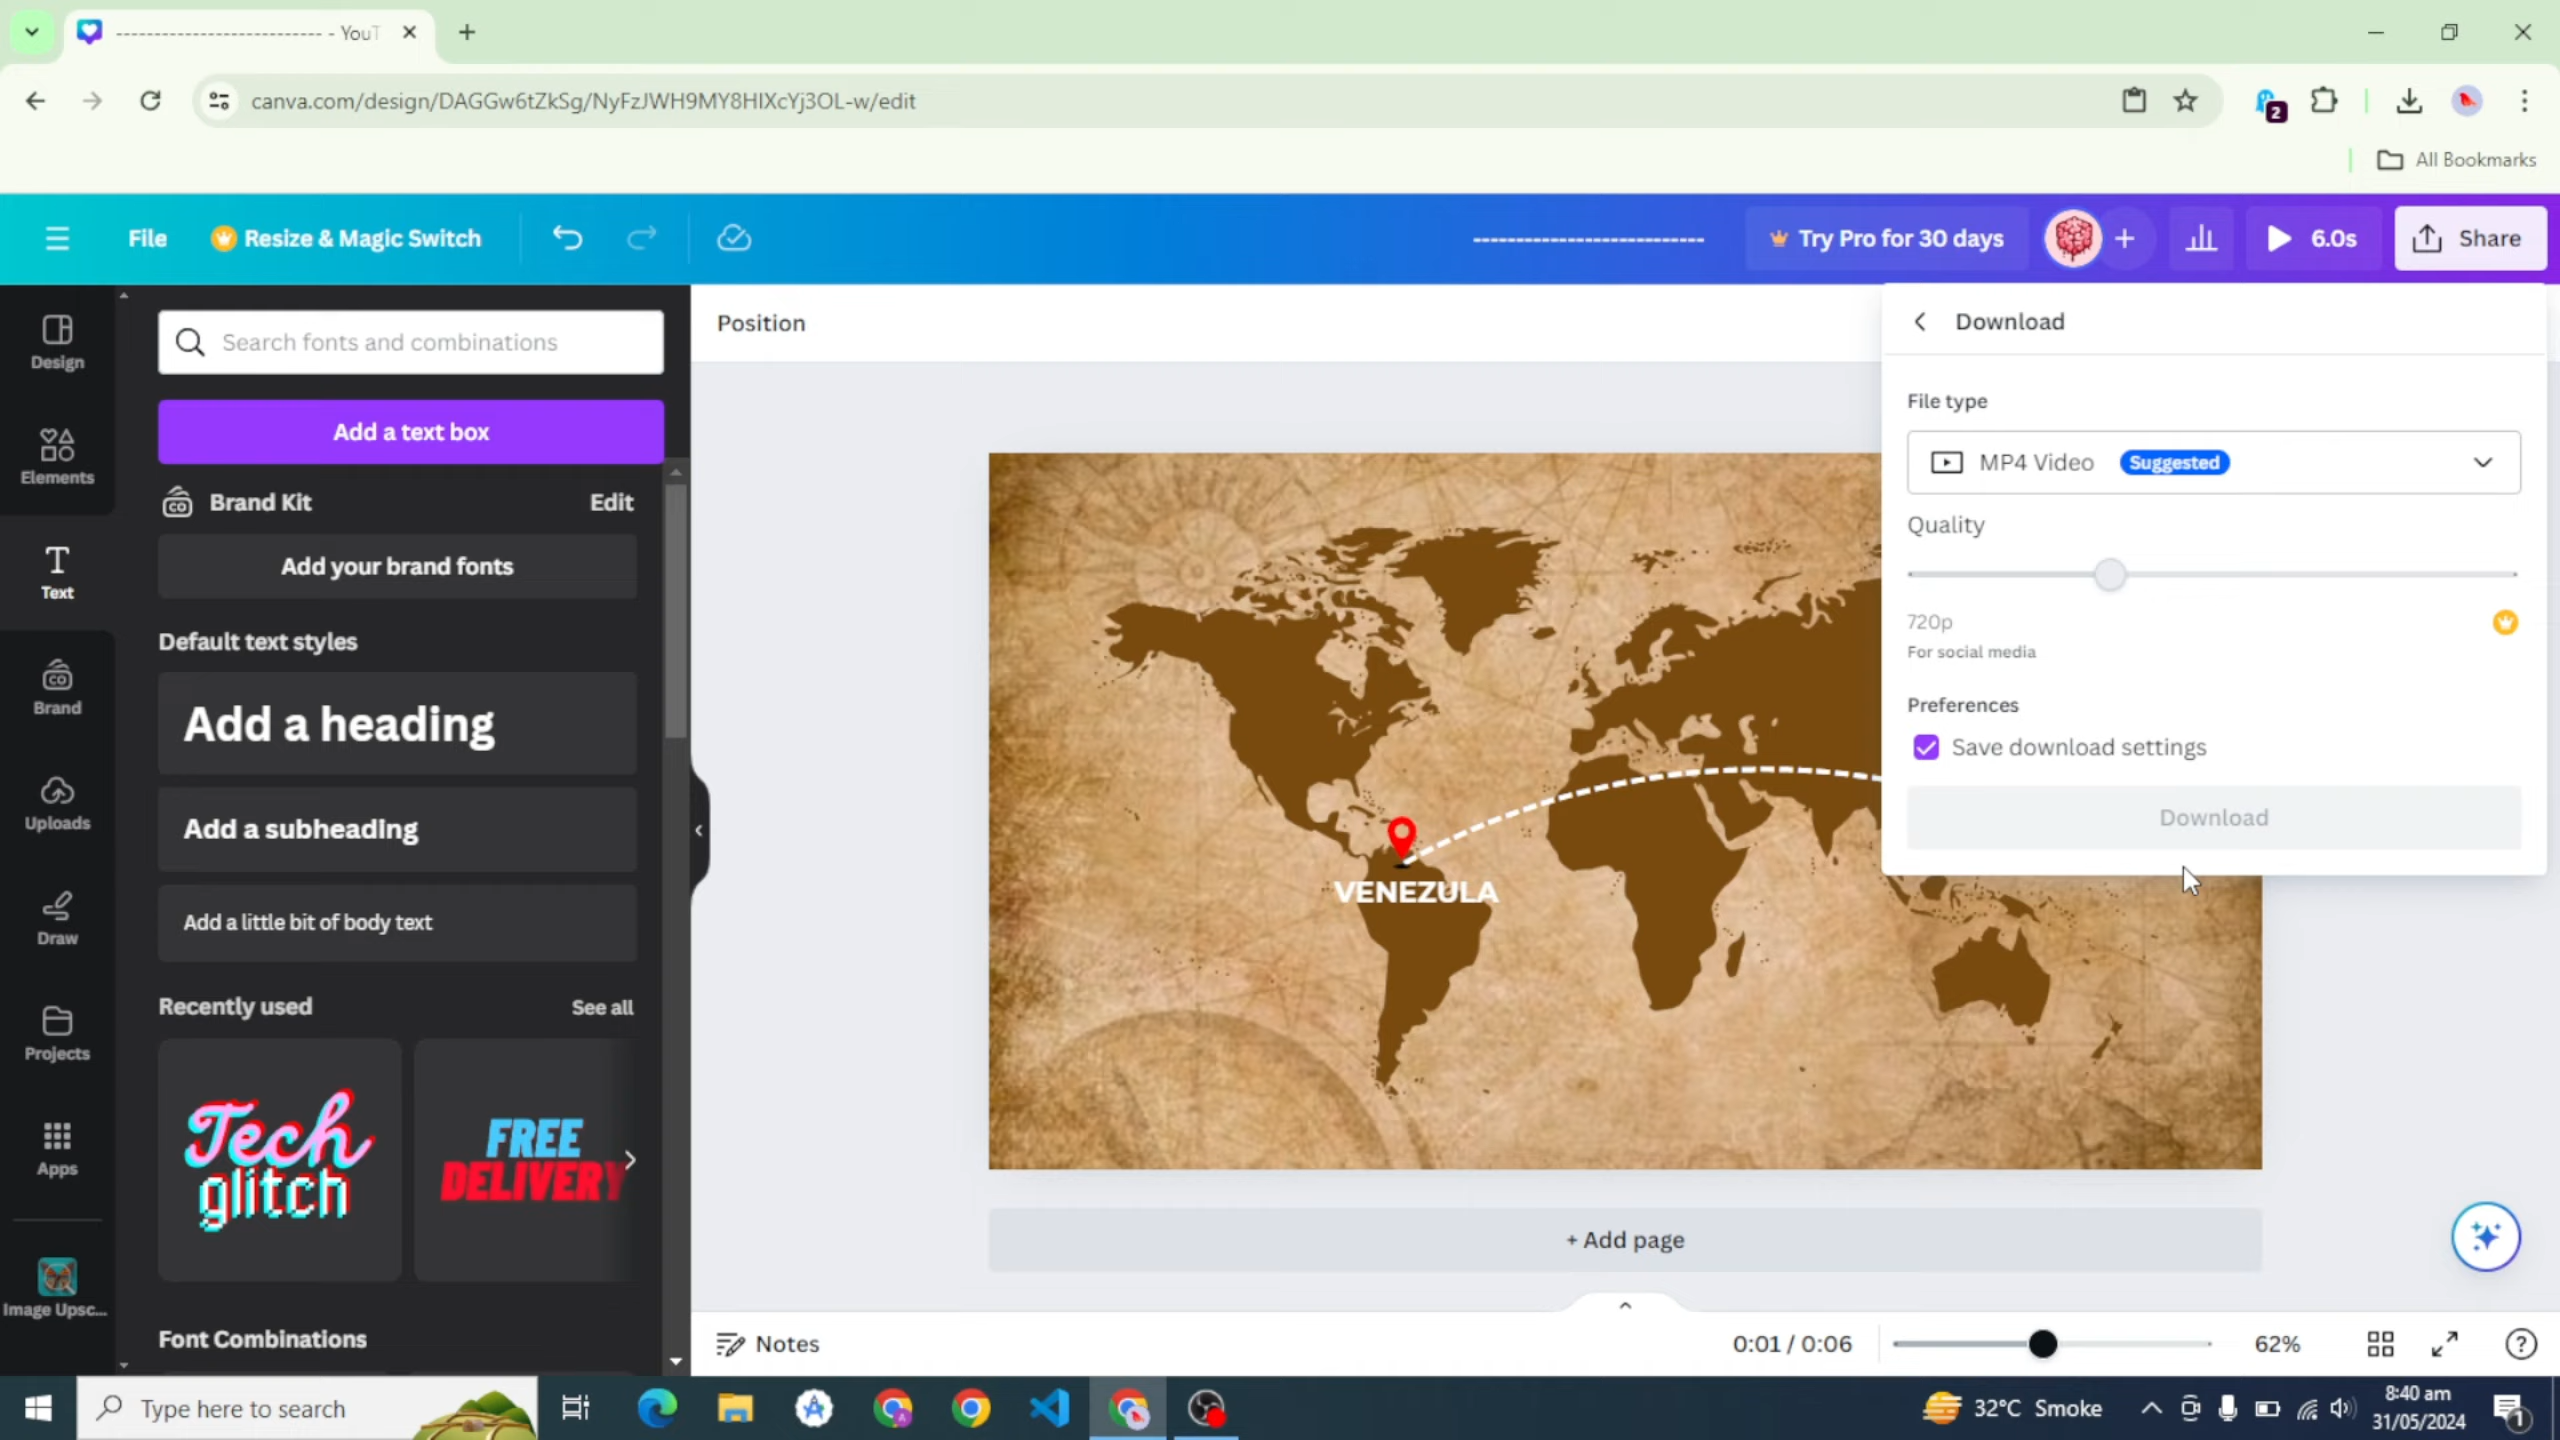 -------------------------- - YouT
canva.com/design/DAGGw6tZkSg/NyFzJWH9MY8HIXcYj3OL-w/edit
2
All Bookmarks
File
Resize & Magic Switch
---------------------------
Try Pro for 30 days
6.0s
Share
Design
Elements
Text
Brand
Uploads
Draw
Projects
Apps
Image Upsc...
Search fonts and combinations
Add a text box
Brand Kit
Edit
Add your brand fonts
Default text styles
Add a heading
Add a subheading
Add a little bit of body text
Recently used
See all
Tech
glitch
FREE
DELIVERY
Font Combinations
Position
VENEZULA
+ Add page
Download
File type
MP4 Video
Suggested
Quality
720p
For social media
Preferences
Save download settings
Download
Notes
0:01 / 0:06
62%
Type here to search
32°C Smoke
8:40 am
31/05/2024
1